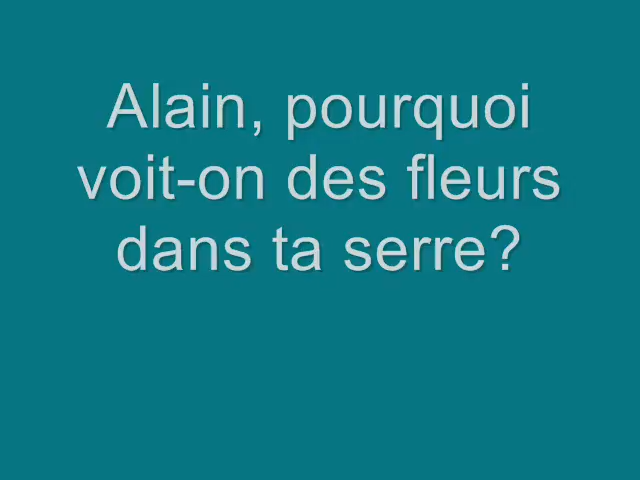 Alain, pourquoi
voit-on des fleurs
dans ta serre?